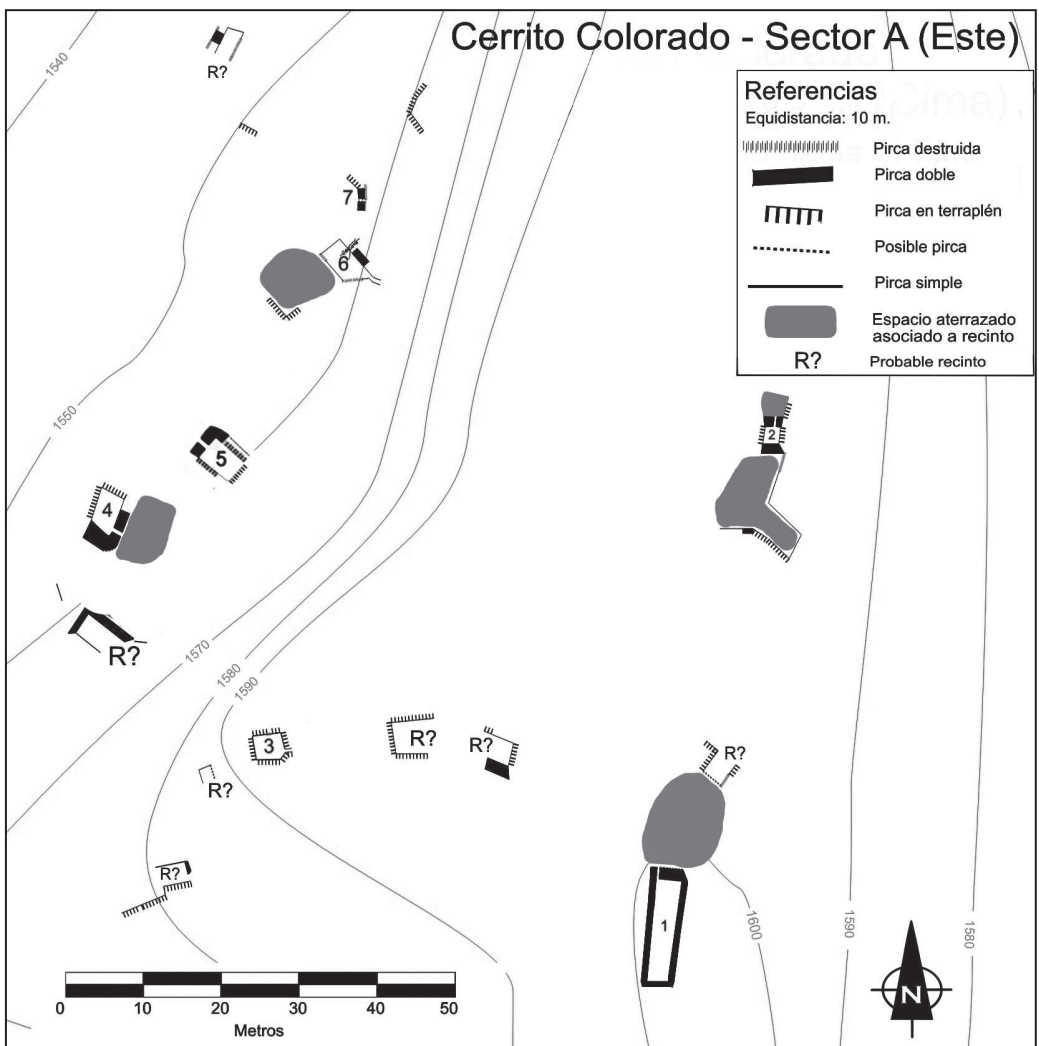 Cerrito Colorado - Sector A (Este)
Referencias
Equidistancia: 10 m.
Pirca destruida
Pirca doble
Pirca en terraplén
Posible pirca
Pirca simple
Espacio aterrazado
asociado a recinto
R?
Probable recinto
1540
R?
7
6
1550
5
4
2
R?
1570
1580
1590
3
R?
R?
R?
R?
R?
1
1600
1590
1580
N
0 10 20 30 40 50
Metros